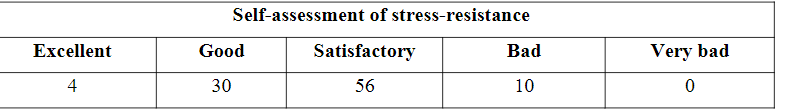 Self-assessment of stress-resistance
Excellent Good Satisfactory Bad Very bad
4 30 56 10 0